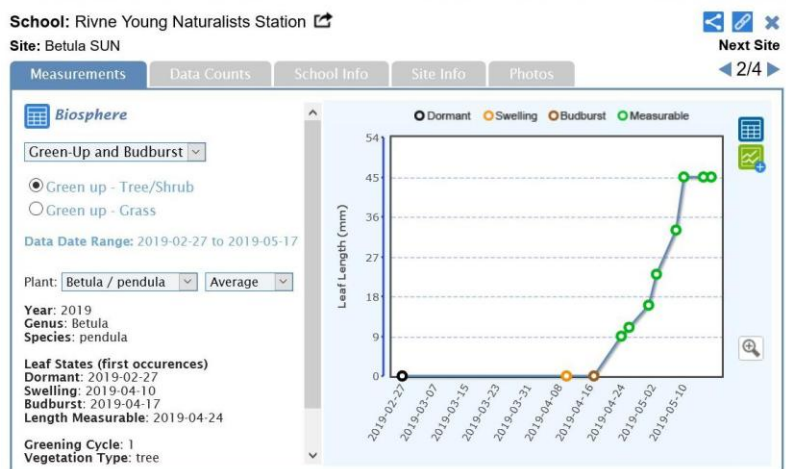 School: Rivne Young Naturalists Station
Site: Betula SUN
Next Site
2/4
Measurements Data Counts School Info Site Info Photos
Biosphere
Green-Up and Budburst
Green up - Tree/Shrub
Green up - Grass
Data Date Range: 2019-02-27 to 2019-05-17
Plant: Betula / pendula Average
Year: 2019
Genus: Betula
Species: pendula
Leaf States (first occurences)
Dormant: 2019-02-27
Swelling: 2019-04-10
Budburst: 2019-04-17
Length Measurable: 2019-04-24
Greening Cycle: 1
Vegetation Type: tree
Dormant Swelling Budburst Measurable
Leaf Length (mm)
54
45
36
27
18
9
0
2019-02-27
2019-03-07
2019-03-15
2019-03-23
2019-03-31
2019-04-08
2019-04-16
2019-04-24
2019-05-02
2019-05-10